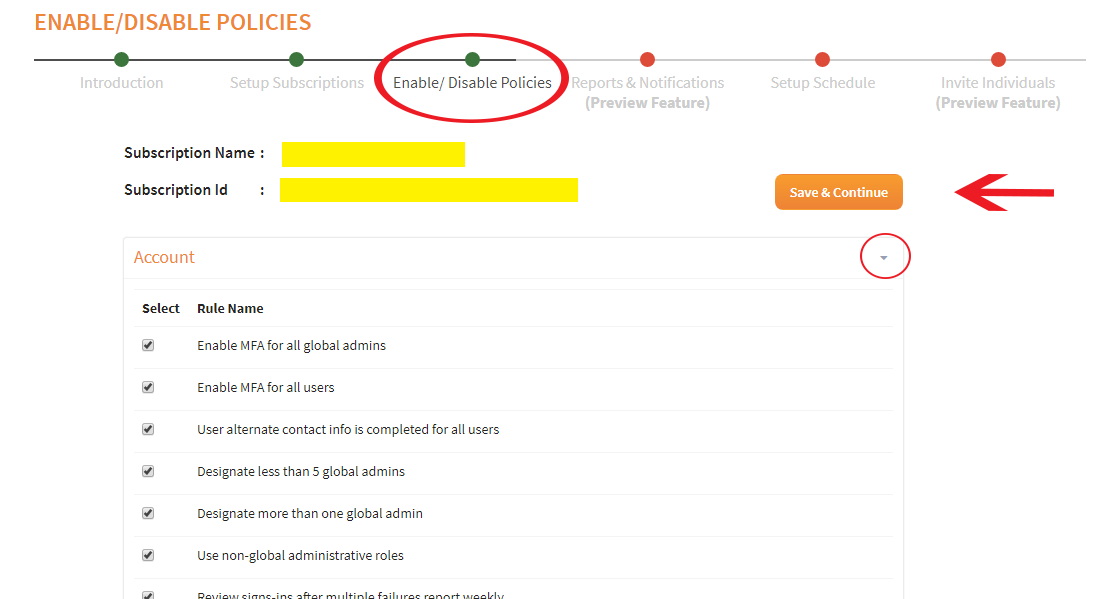 ENABLE/DISABLE POLICIES
Introduction
Setup Subscriptions
Enable/ Disable Policies
Reports & Notifications
(Preview Feature)
Setup Schedule
Invite Individuals
(Preview Feature)
Subscription Name :
Subscription Id :
Save & Continue
Account
Select Rule Name
Enable MFA for all global admins
Enable MFA for all users
User alternate contact info is completed for all users
Designate less than 5 global admins
Designate more than one global admin
Use non-global administrative roles
Review signs-ins after multiple failures report weekly